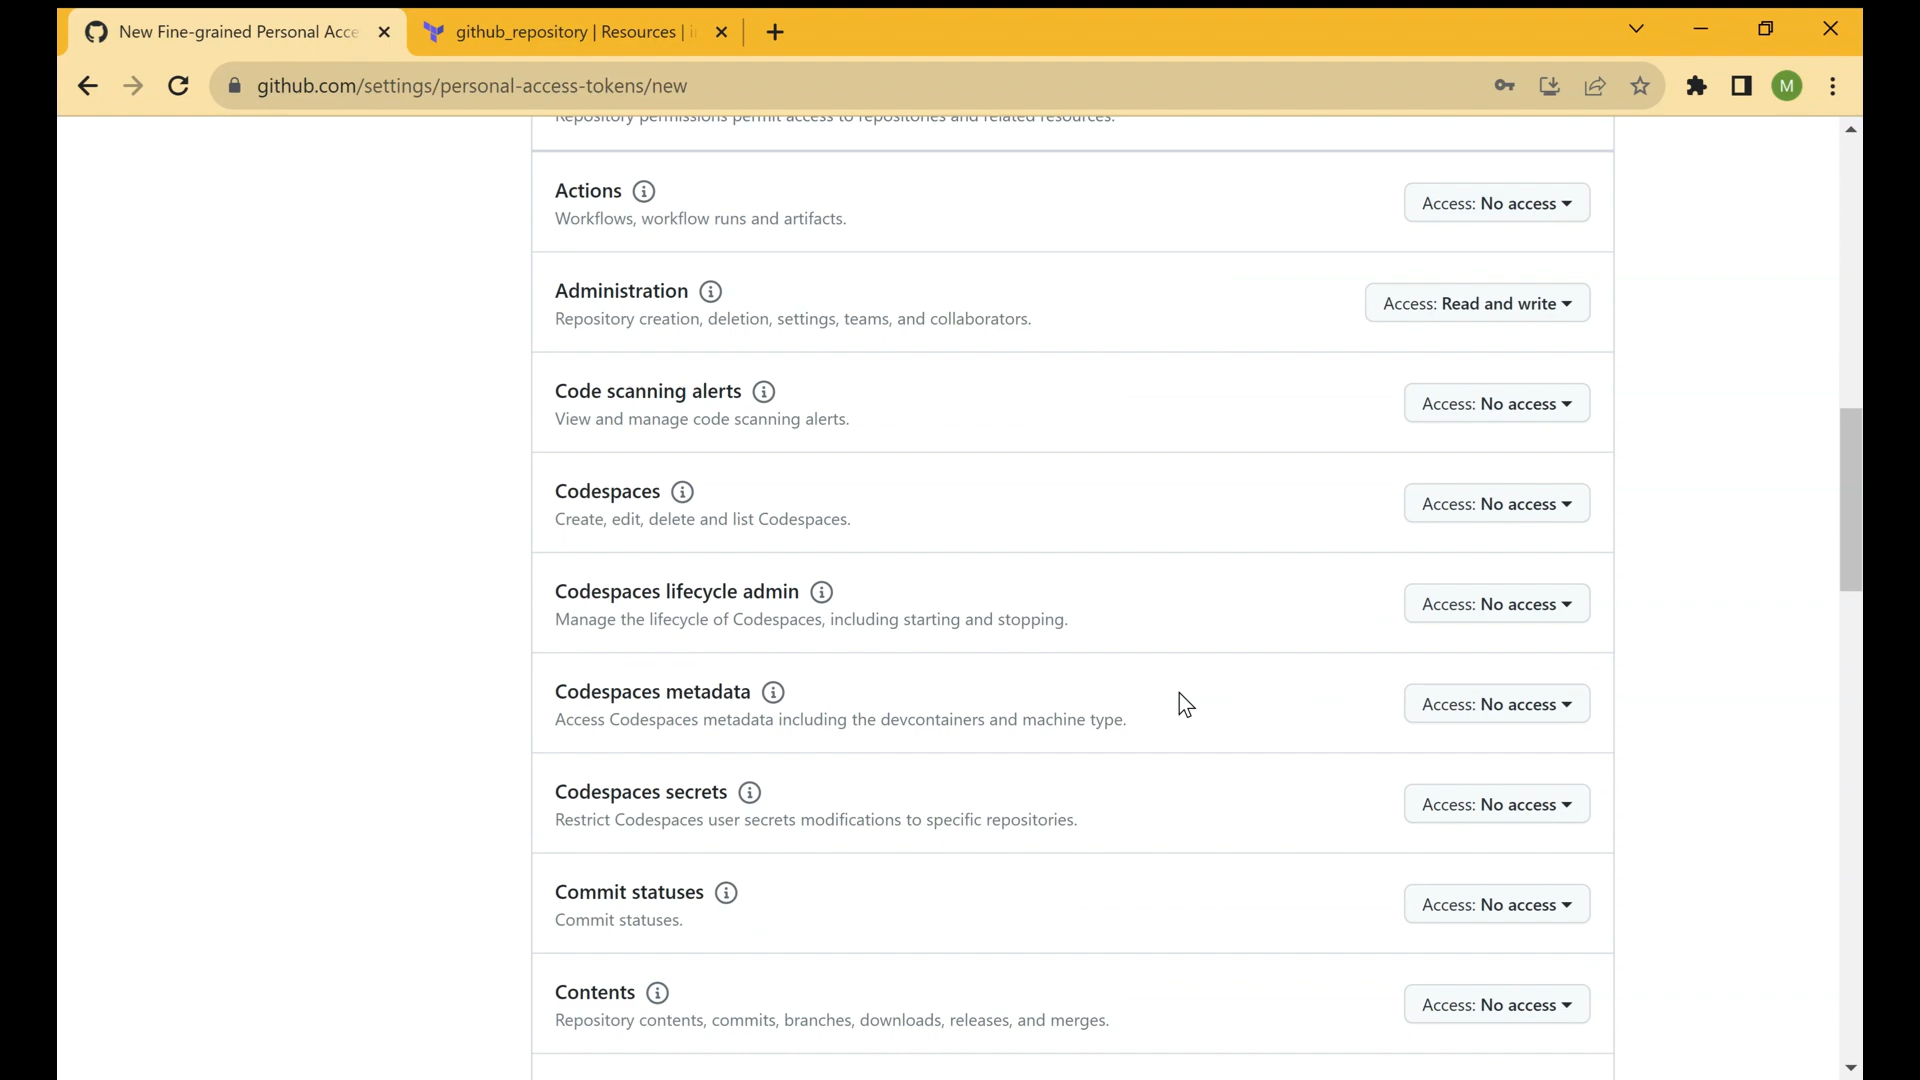 New Fine-grained Personal Acce
github_repository | Resources |
github.com/settings/personal-access-tokens/new
M
Repository permissions permit access to repositories and related resources.
Actions
Access: No access
Workflows, workflow runs and artifacts.
Administration
Access: Read and write
Repository creation, deletion, settings, teams, and collaborators.
Code scanning alerts
Access: No access
View and manage code scanning alerts.
Codespaces
Access: No access
Create, edit, delete and list Codespaces.
Codespaces lifecycle admin
Access: No access
Manage the lifecycle of Codespaces, including starting and stopping.
Codespaces metadata
Access: No access
Access Codespaces metadata including the devcontainers and machine type.
Codespaces secrets
Access: No access
Restrict Codespaces user secrets modifications to specific repositories.
Commit statuses
Access: No access
Commit statuses.
Contents
Access: No access
Repository contents, commits, branches, downloads, releases, and merges.